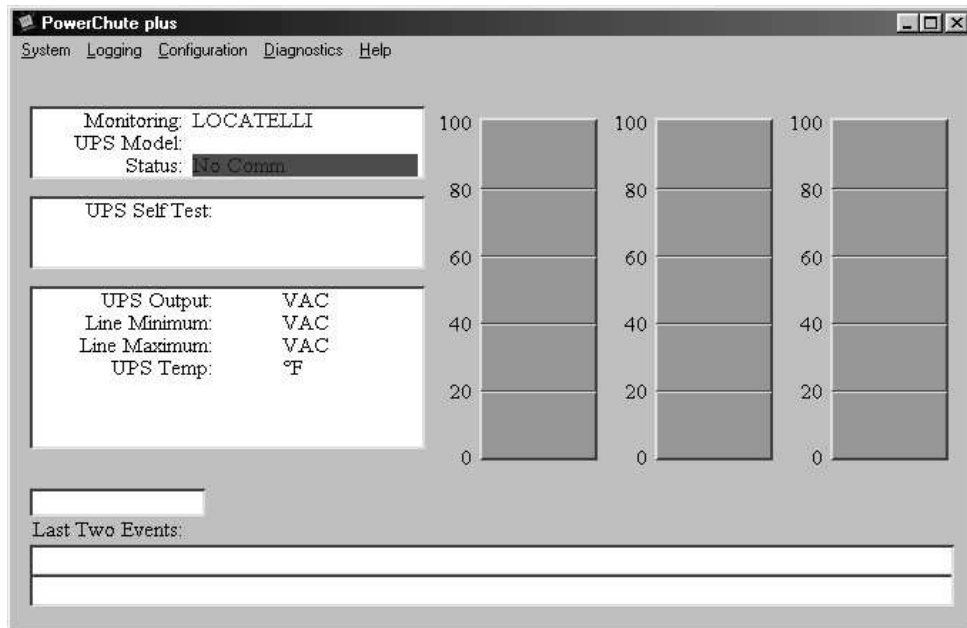 PowerChute plus
System Logging Configuration Diagnostics Help
Monitoring: LOCATELLI
UPS Model:
Status: No Comm
UPS Self Test:
UPS Output: VAC
Line Minimum: VAC
Line Maximum: VAC
UPS Temp: °F
100
80
60
40
20
0
100
80
60
40
20
0
100
80
60
40
20
0
Last Two Events: